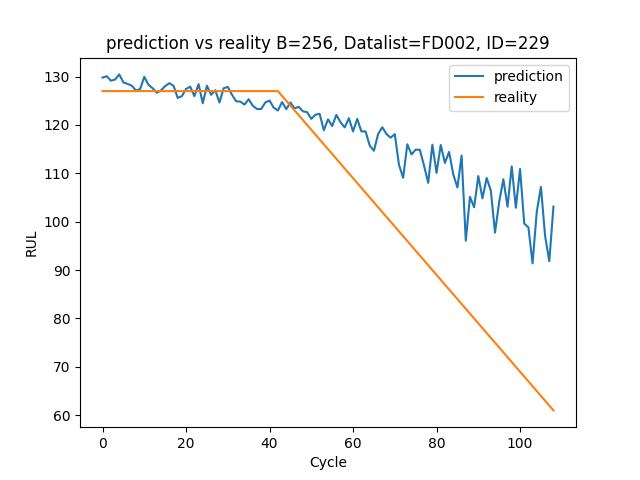 prediction vs reality B=256, Datalist=FD002, ID=229
prediction
reality
RUL
130
120
110
100
90
80
70
60
0 20 40 60 80 100
Cycle